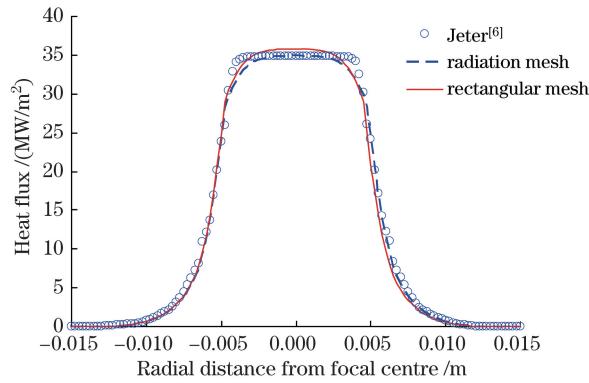 40
35
30
25
20
15
10
5
0
Heat flux /(MW/m²)
Jeter[6]
radiation mesh
rectangular mesh
−0.015 −0.010 −0.005 0.000 0.005 0.010 0.015
Radial distance from focal centre /m